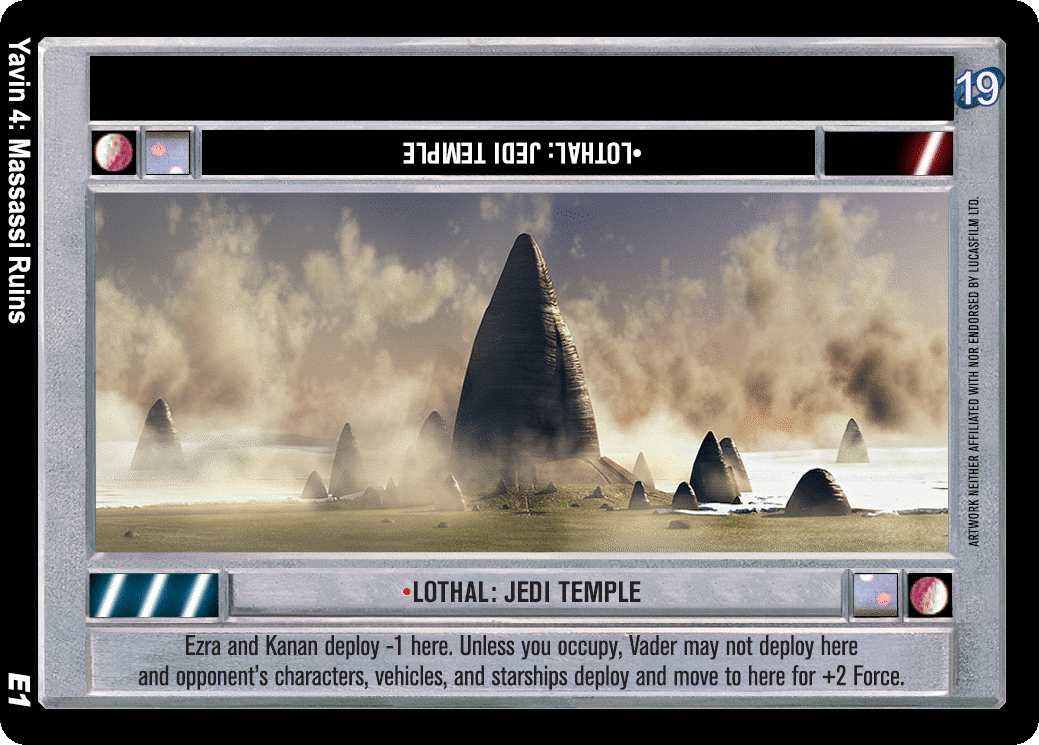 19
•LOTHAL: JEDI TEMPLE
Yavin 4: Massassi Ruins
ARTWORK NEITHER AFFILIATED WITH NOR ENDORSED BY LUCASFILM LTD.
•LOTHAL: JEDI TEMPLE
Ezra and Kanan deploy -1 here. Unless you occupy, Vader may not deploy here
and opponent's characters, vehicles, and starships deploy and move to here for +2 Force.
E1